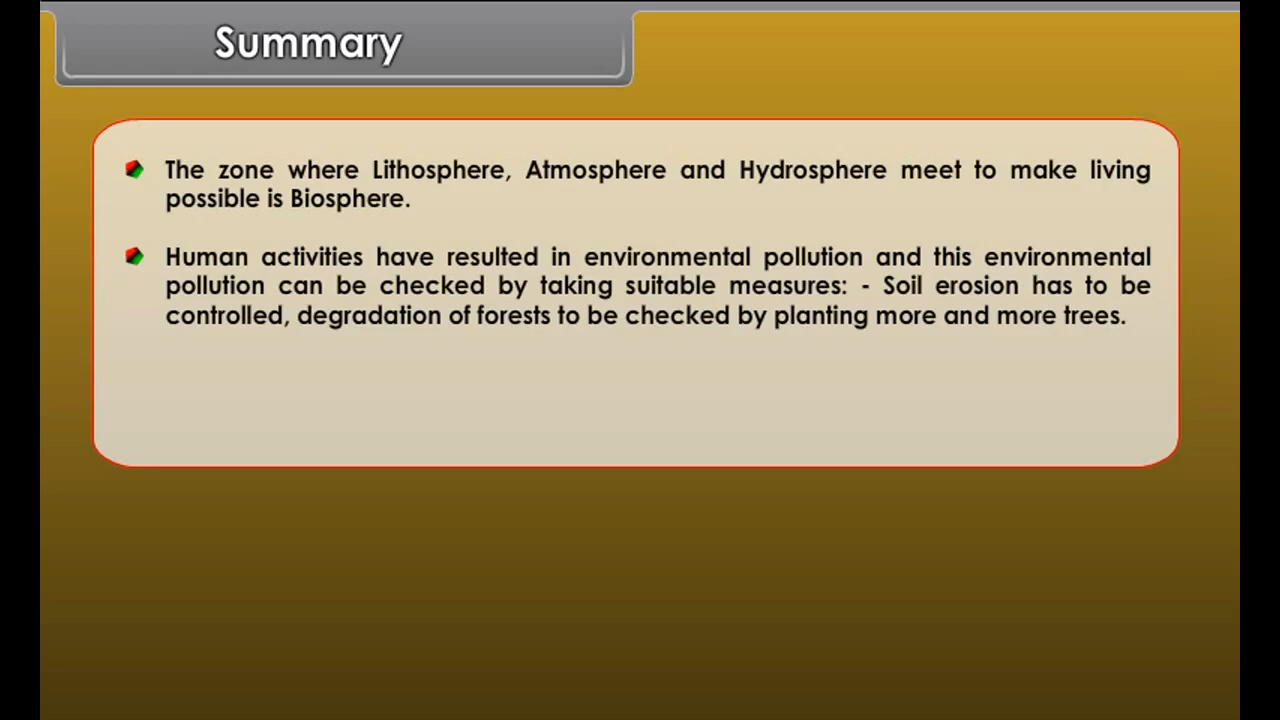 Summary
The zone where Lithosphere, Atmosphere and Hydrosphere meet to make living
possible is Biosphere.
Human activities have resulted in environmental pollution and this environmental
pollution can be checked by taking suitable measures: - Soil erosion has to be
controlled, degradation of forests to be checked by planting more and more trees.